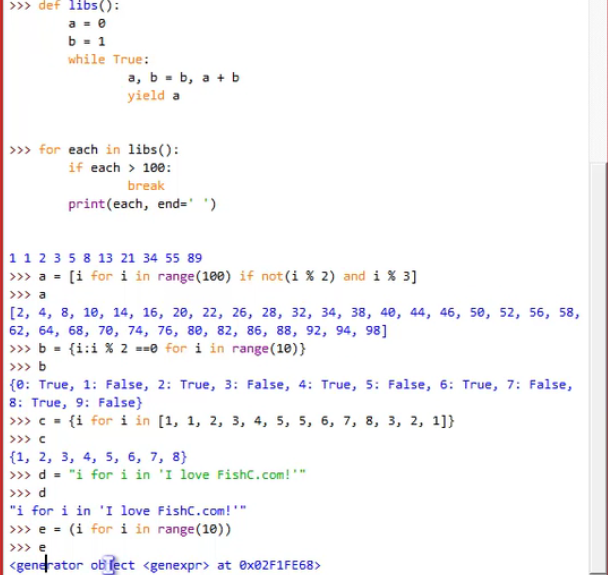 >>> def libs():
        a = 0
        b = 1
        while True:
                a, b = b, a + b
                yield a
>>> for each in libs():
        if each > 100:
                break
        print(each, end=' ')
1 1 2 3 5 8 13 21 34 55 89
>>> a = [i for i in range(100) if not(i % 2) and i % 3]
>>> a
[2, 4, 8, 10, 14, 16, 20, 22, 26, 28, 32, 34, 38, 40, 44, 46, 50, 52, 56, 58,
62, 64, 68, 70, 74, 76, 80, 82, 86, 88, 92, 94, 98]
>>> b = {i:i % 2 ==0 for i in range(10)}
>>> b
{0: True, 1: False, 2: True, 3: False, 4: True, 5: False, 6: True, 7: False,
8: True, 9: False}
>>> c = {i for i in [1, 1, 2, 3, 4, 5, 5, 6, 7, 8, 3, 2, 1]}
>>> c
{1, 2, 3, 4, 5, 6, 7, 8}
>>> d = "i for i in 'I love FishC.com!'"
>>> d
"i for i in 'I love FishC.com!'"
>>> e = (i for i in range(10))
>>> e
<generator object <genexpr> at 0x02F1FE68>